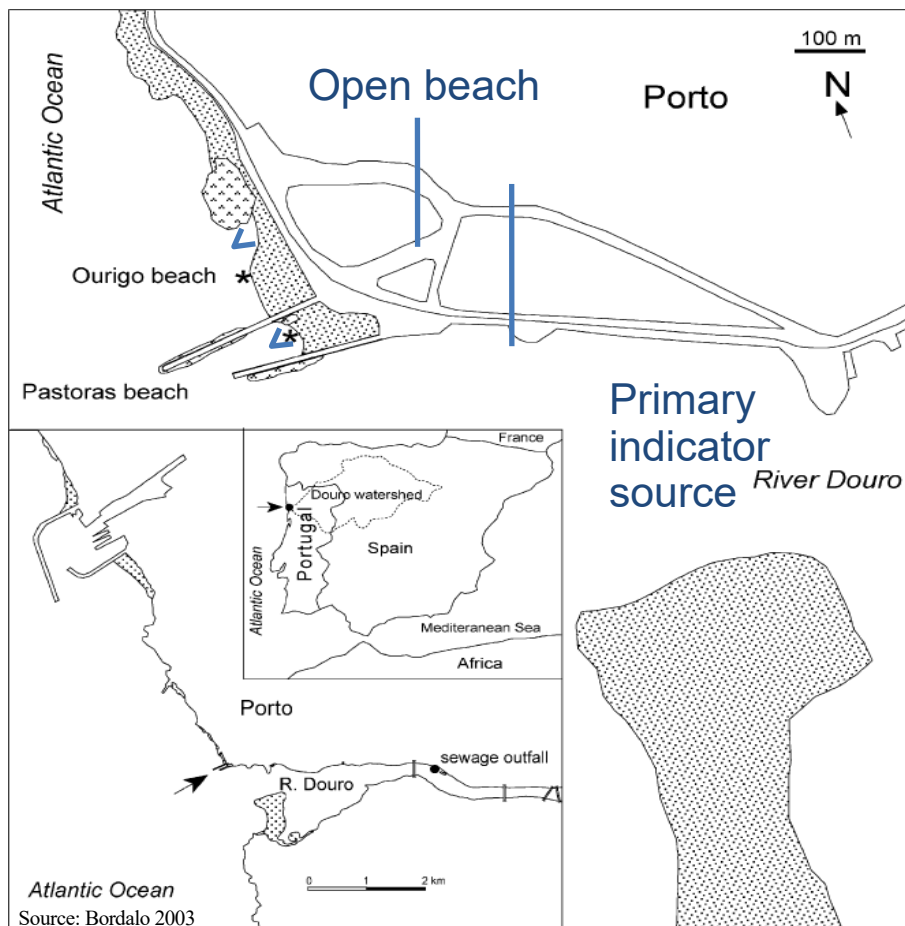 100 m
Open beach
Porto
N
Atlantic Ocean
Ourigo beach
*
*
Pastoras beach
Primary
indicator
source
River Douro
France
Douro watershed
Portugal
Spain
Atlantic Ocean
Mediteranean Sea
Africa
Porto
sewage outfall
R. Douro
0 1 2 km
Atlantic Ocean
Source: Bordalo 2003